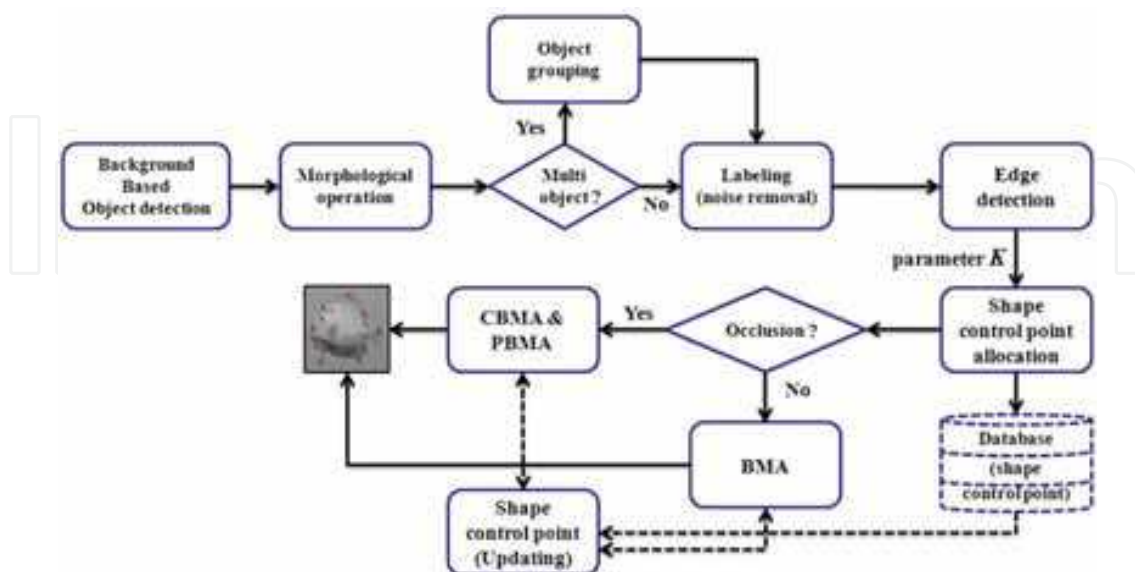 Object
grouping
Yes
Background
Based
Object detection
Morphological
operation
Multi
object ?
No
Labeling
(noise removal)
Edge
detection
parameter K
CBMA &
PBMA
Yes
Occlusion ?
Shape
control point
allocation
No
BMA
Database
(shape
control point)
Shape
control point
(Updating)